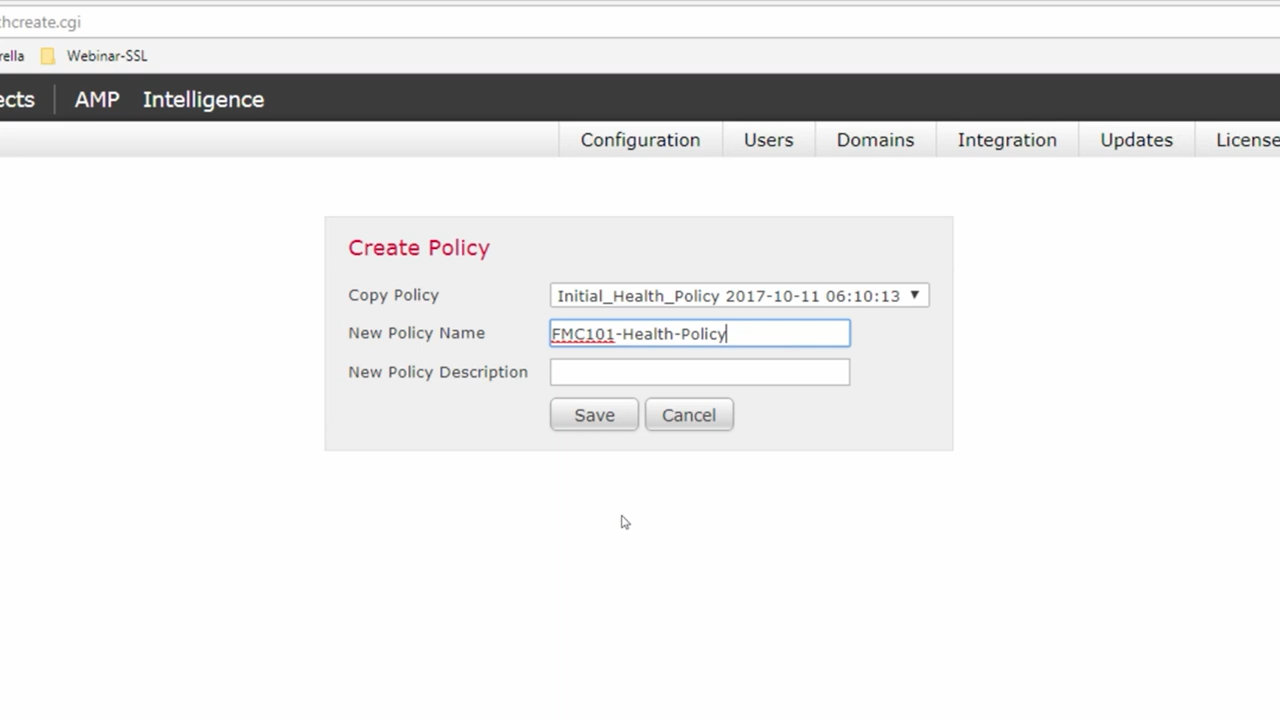 hcreate.cgi
rella Webinar-SSL
ects AMP Intelligence
Configuration Users Domains Integration Updates License
Create Policy
Copy Policy Initial_Health_Policy 2017-10-11 06:10:13
New Policy Name FMC101-Health-Policy
New Policy Description
Save Cancel